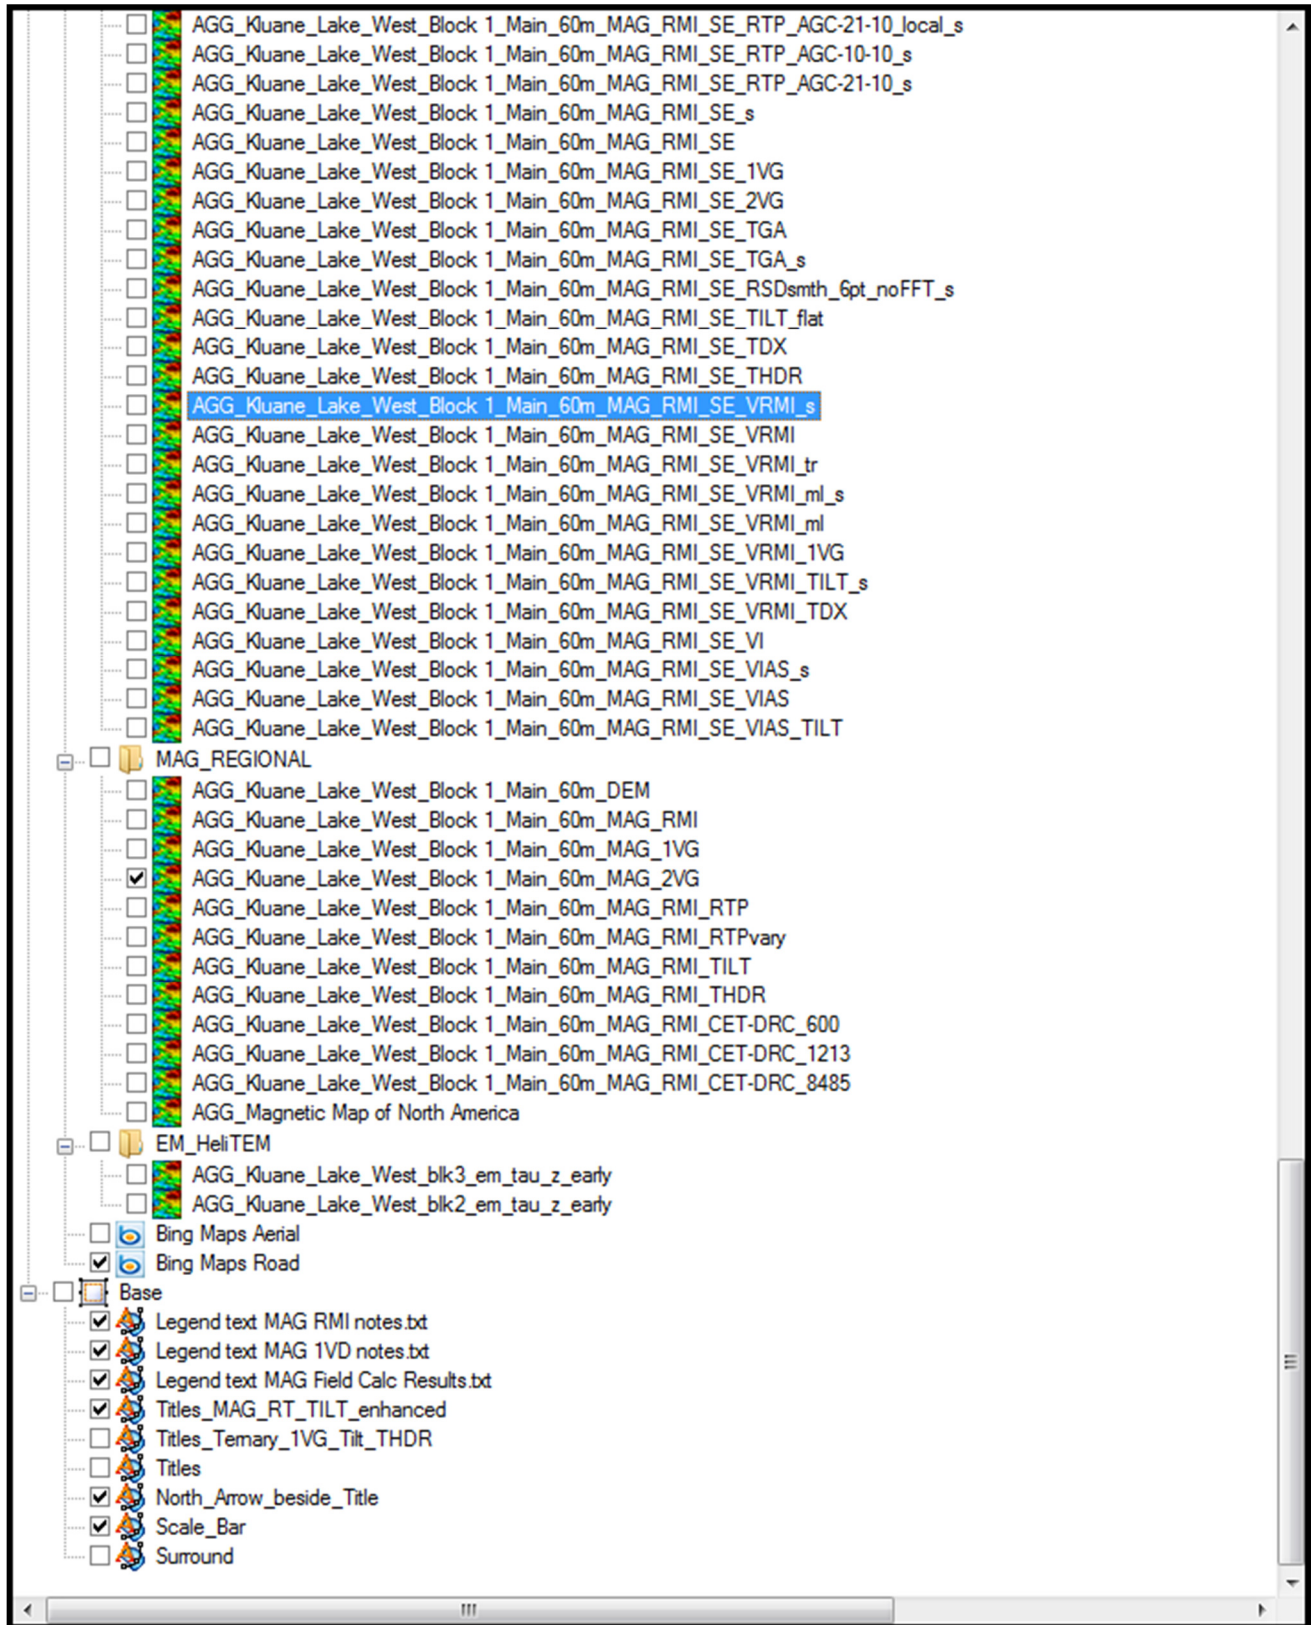 AGG_Kluane_Lake_West_Block 1_Main_60m_MAG_RMI_SE_RTP_AGC-21-10_local_s
AGG_Kluane_Lake_West_Block 1_Main_60m_MAG_RMI_SE_RTP_AGC-10-10_s
AGG_Kluane_Lake_West_Block 1_Main_60m_MAG_RMI_SE_RTP_AGC-21-10_s
AGG_Kluane_Lake_West_Block 1_Main_60m_MAG_RMI_SE_s
AGG_Kluane_Lake_West_Block 1_Main_60m_MAG_RMI_SE
AGG_Kluane_Lake_West_Block 1_Main_60m_MAG_RMI_SE_1VG
AGG_Kluane_Lake_West_Block 1_Main_60m_MAG_RMI_SE_2VG
AGG_Kluane_Lake_West_Block 1_Main_60m_MAG_RMI_SE_TGA
AGG_Kluane_Lake_West_Block 1_Main_60m_MAG_RMI_SE_TGA_s
AGG_Kluane_Lake_West_Block 1_Main_60m_MAG_RMI_SE_RSDsmth_6pt_noFFT_s
AGG_Kluane_Lake_West_Block 1_Main_60m_MAG_RMI_SE_TILT_flat
AGG_Kluane_Lake_West_Block 1_Main_60m_MAG_RMI_SE_TDX
AGG_Kluane_Lake_West_Block 1_Main_60m_MAG_RMI_SE_THDR
AGG_Kluane_Lake_West_Block 1_Main_60m_MAG_RMI_SE_VRMI_s
AGG_Kluane_Lake_West_Block 1_Main_60m_MAG_RMI_SE_VRMI
AGG_Kluane_Lake_West_Block 1_Main_60m_MAG_RMI_SE_VRMI_tr
AGG_Kluane_Lake_West_Block 1_Main_60m_MAG_RMI_SE_VRMI_ml_s
AGG_Kluane_Lake_West_Block 1_Main_60m_MAG_RMI_SE_VRMI_ml
AGG_Kluane_Lake_West_Block 1_Main_60m_MAG_RMI_SE_VRMI_1VG
AGG_Kluane_Lake_West_Block 1_Main_60m_MAG_RMI_SE_VRMI_TILT_s
AGG_Kluane_Lake_West_Block 1_Main_60m_MAG_RMI_SE_VRMI_TDX
AGG_Kluane_Lake_West_Block 1_Main_60m_MAG_RMI_SE_VI
AGG_Kluane_Lake_West_Block 1_Main_60m_MAG_RMI_SE_VIAS_s
AGG_Kluane_Lake_West_Block 1_Main_60m_MAG_RMI_SE_VIAS
AGG_Kluane_Lake_West_Block 1_Main_60m_MAG_RMI_SE_VIAS_TILT
MAG_REGIONAL
AGG_Kluane_Lake_West_Block 1_Main_60m_DEM
AGG_Kluane_Lake_West_Block 1_Main_60m_MAG_RMI
AGG_Kluane_Lake_West_Block 1_Main_60m_MAG_1VG
AGG_Kluane_Lake_West_Block 1_Main_60m_MAG_2VG
AGG_Kluane_Lake_West_Block 1_Main_60m_MAG_RMI_RTP
AGG_Kluane_Lake_West_Block 1_Main_60m_MAG_RMI_RTPvary
AGG_Kluane_Lake_West_Block 1_Main_60m_MAG_RMI_TILT
AGG_Kluane_Lake_West_Block 1_Main_60m_MAG_RMI_THDR
AGG_Kluane_Lake_West_Block 1_Main_60m_MAG_RMI_CET-DRC_600
AGG_Kluane_Lake_West_Block 1_Main_60m_MAG_RMI_CET-DRC_1213
AGG_Kluane_Lake_West_Block 1_Main_60m_MAG_RMI_CET-DRC_8485
AGG_Magnetic Map of North America
EM_HeliTEM
AGG_Kluane_Lake_West_blk3_em_tau_z_early
AGG_Kluane_Lake_West_blk2_em_tau_z_early
Bing Maps Aerial
Bing Maps Road
Base
Legend text MAG RMI notes.txt
Legend text MAG 1VD notes.txt
Legend text MAG Field Calc Results.txt
Titles_MAG_RT_TILT_enhanced
Titles_Ternary_1VG_Tilt_THDR
Titles
North_Arrow_beside_Title
Scale_Bar
Surround